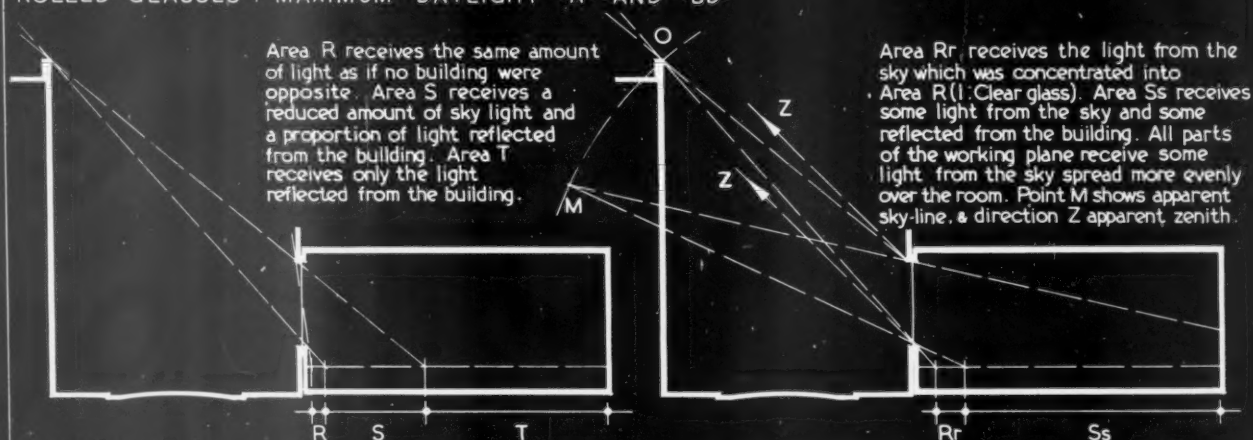 ROLLED GLASSES : MAXIMUM DAYLIGHT "A" AND "BD"
Area R receives the same amount
of light as if no building were
opposite. Area S receives a
reduced amount of sky light and
a proportion of light reflected
from the building. Area T
receives only the light
reflected from the building.
R S T
O
Z
Z
M
Area Rr receives the light from the
sky which was concentrated into
Area R(1:Clear glass). Area Ss receives
some light from the sky and some
reflected from the building. All parts
of the working plane receive some
light from the sky spread more evenly
over the room. Point M shows apparent
sky-line, & direction Z apparent zenith.
Rr Ss